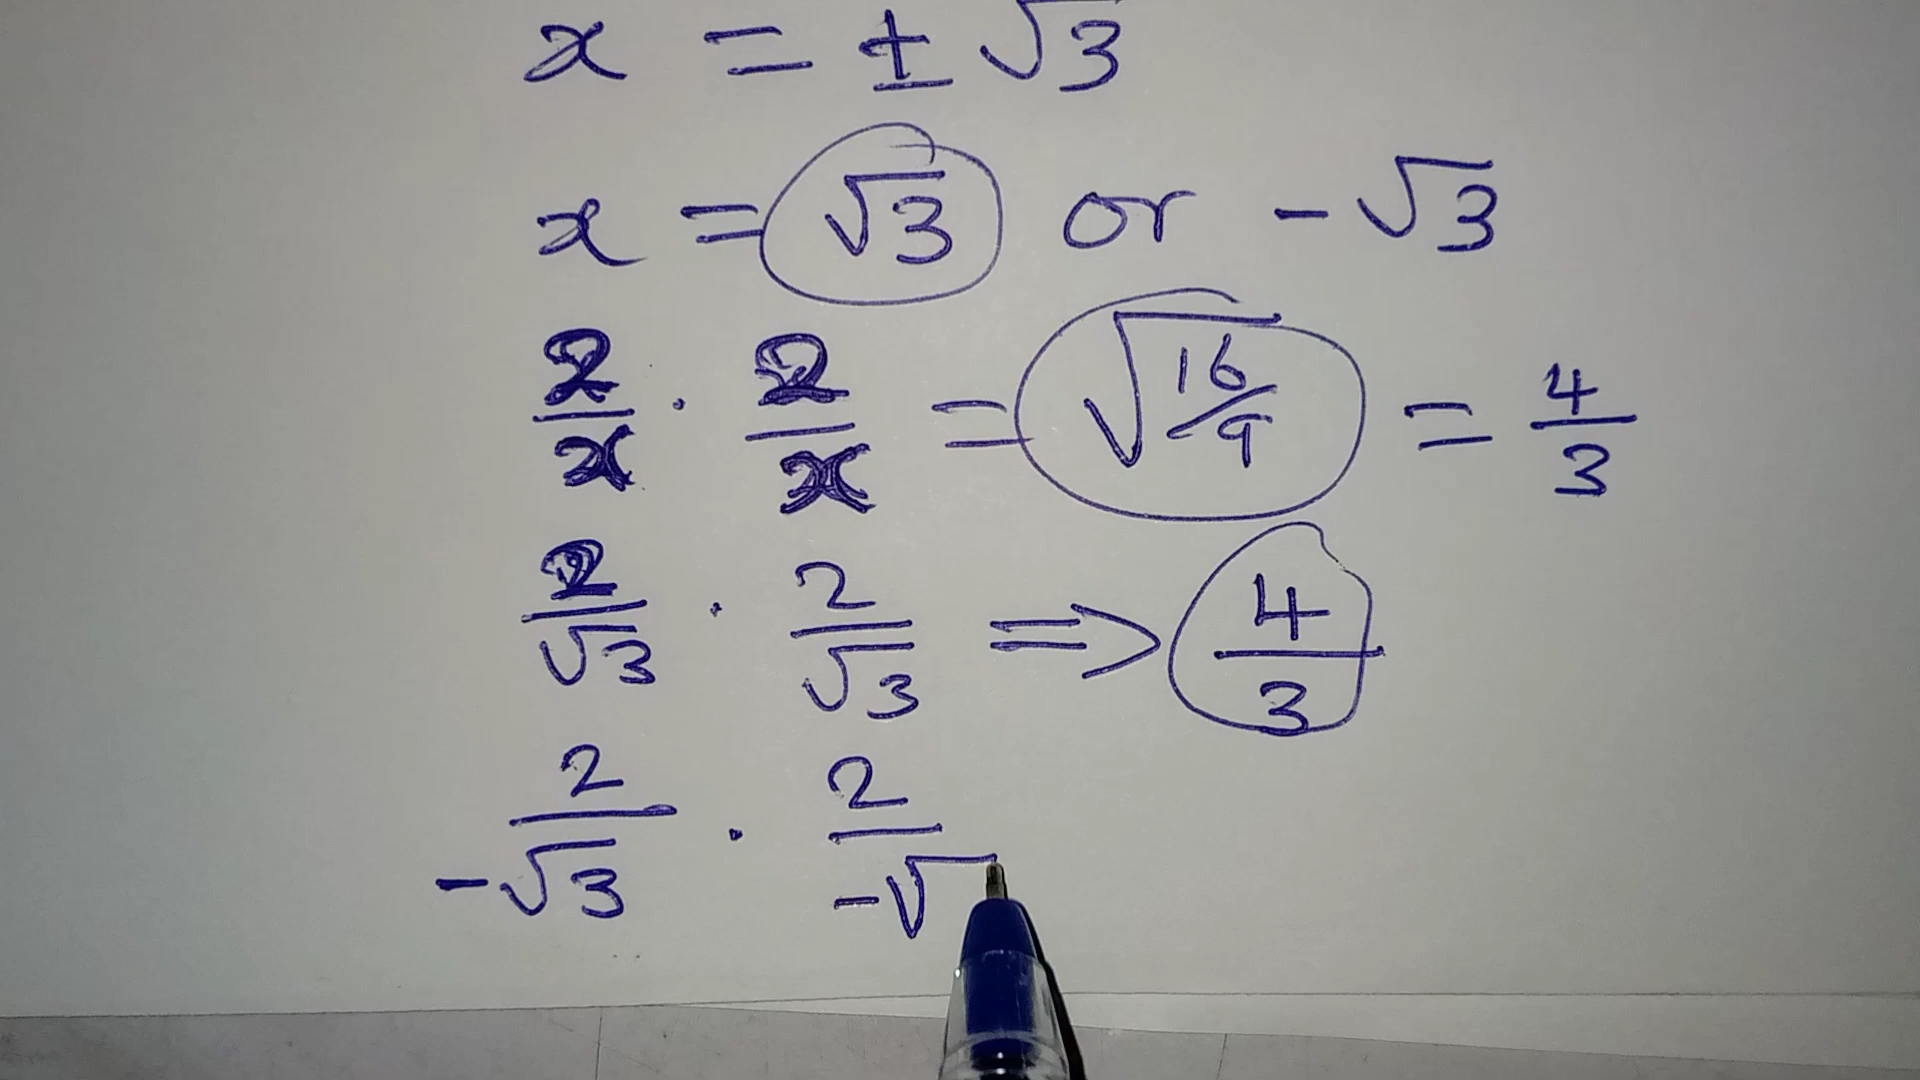 x = ± √3
x = √3 or - √3
2/x · 2/x = √16/9 = 4/3
2/√3 · 2/√3 ⇒ 4/3
2/-√3 · 2/-√